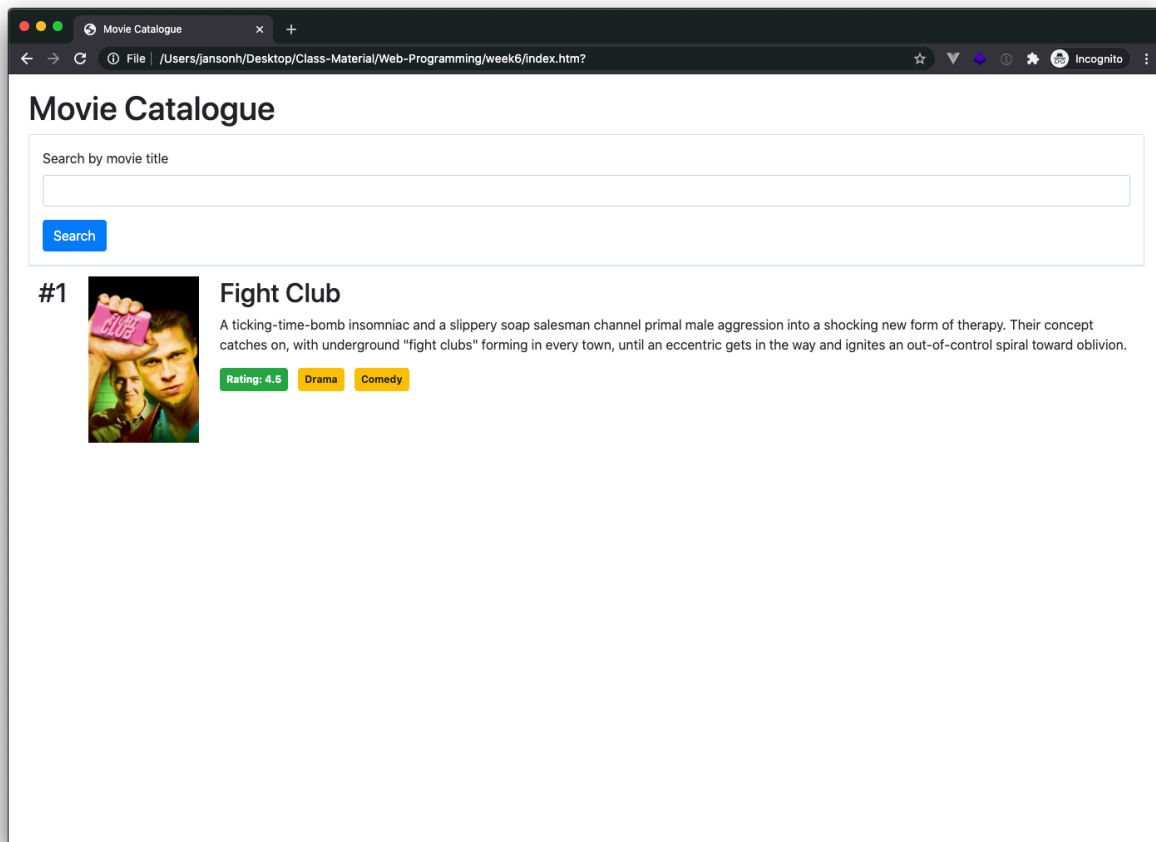 Movie Catalogue
File
/Users/jansonh/Desktop/Class-Material/Web-Programming/week6/index.htm?
Incognito
Movie Catalogue
Search by movie title
Search
#1
FIGHT
CLUB
Fight Club
A ticking-time-bomb insomniac and a slippery soap salesman channel primal male aggression into a shocking new form of therapy. Their concept
catches on, with underground "fight clubs" forming in every town, until an eccentric gets in the way and ignites an out-of-control spiral toward oblivion.
Rating: 4.5
Drama
Comedy